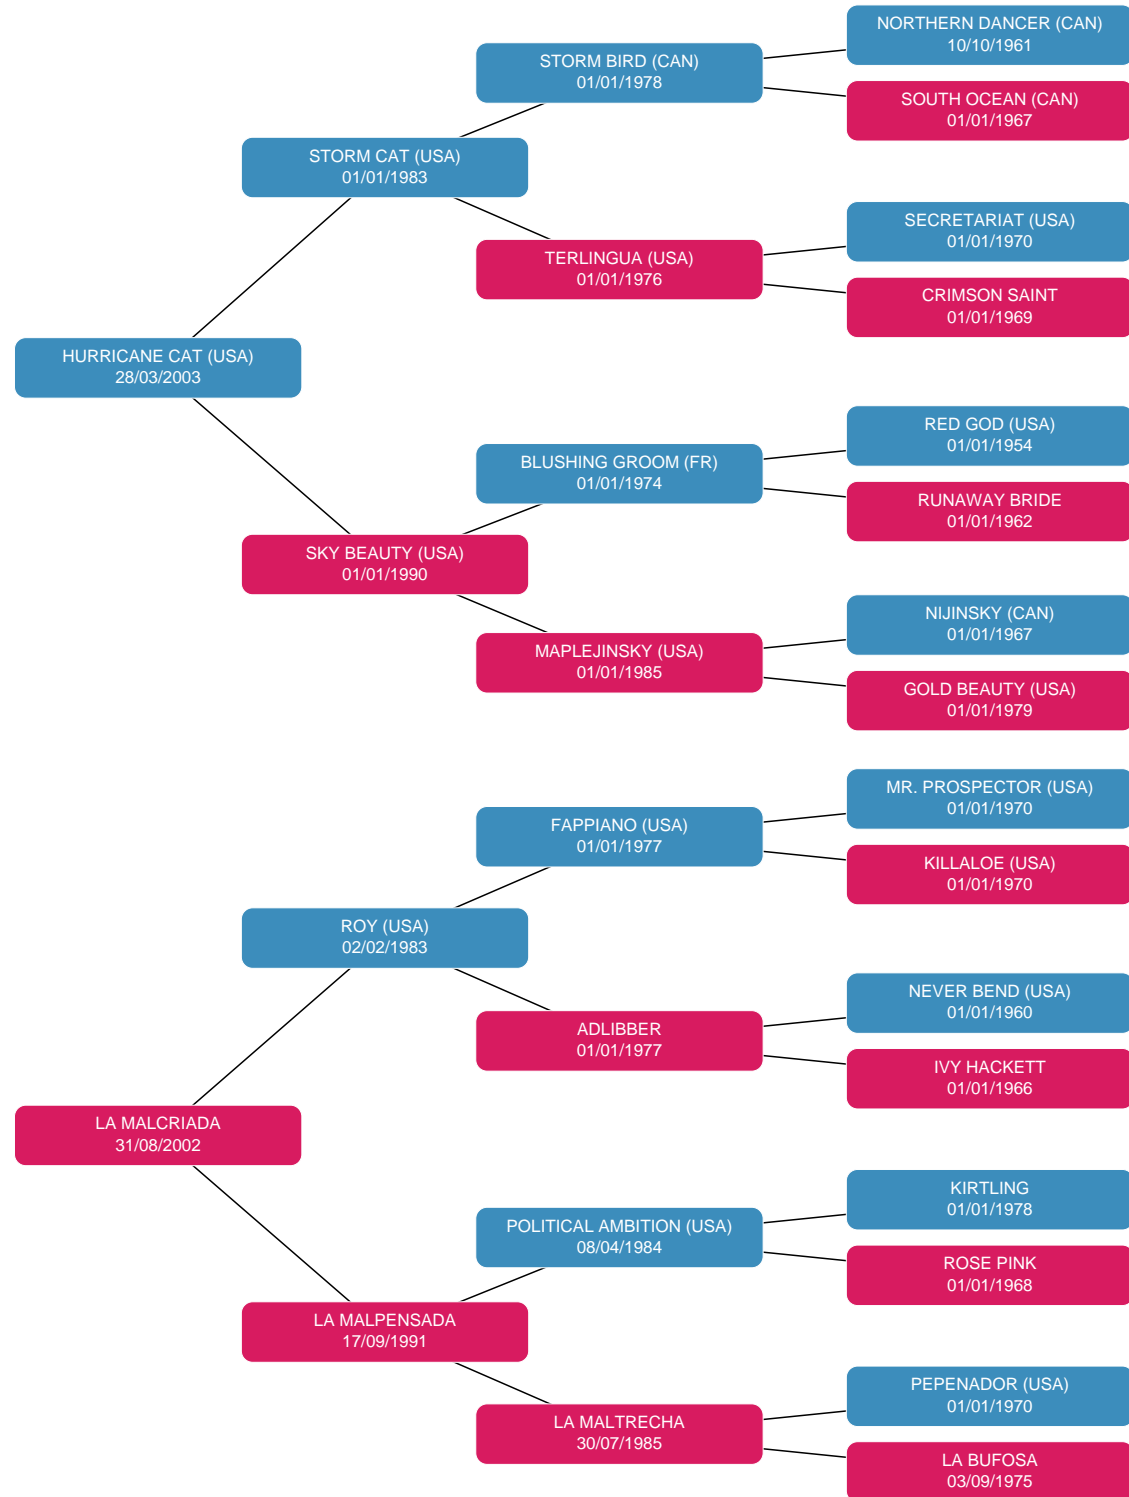 NORTHERN DANCER (CAN)
10/10/1961
STORM BIRD (CAN)
01/01/1978
SOUTH OCEAN (CAN)
01/01/1967
STORM CAT (USA)
01/01/1983
SECRETARIAT (USA)
01/01/1970
TERLINGUA (USA)
01/01/1976
CRIMSON SAINT
01/01/1969
HURRICANE CAT (USA)
28/03/2003
RED GOD (USA)
01/01/1954
BLUSHING GROOM (FR)
01/01/1974
RUNAWAY BRIDE
01/01/1962
SKY BEAUTY (USA)
01/01/1990
NIJINSKY (CAN)
01/01/1967
MAPLEJINSKY (USA)
01/01/1985
GOLD BEAUTY (USA)
01/01/1979
MR. PROSPECTOR (USA)
01/01/1970
FAPPIANO (USA)
01/01/1977
KILLALOE (USA)
01/01/1970
ROY (USA)
02/02/1983
NEVER BEND (USA)
01/01/1960
ADLIBBER
01/01/1977
IVY HACKETT
01/01/1966
LA MALCRIADA
31/08/2002
KIRTLING
01/01/1978
POLITICAL AMBITION (USA)
08/04/1984
ROSE PINK
01/01/1968
LA MALPENSADA
17/09/1991
PEPENADOR (USA)
01/01/1970
LA MALTRECHA
30/07/1985
LA BUFOSA
03/09/1975